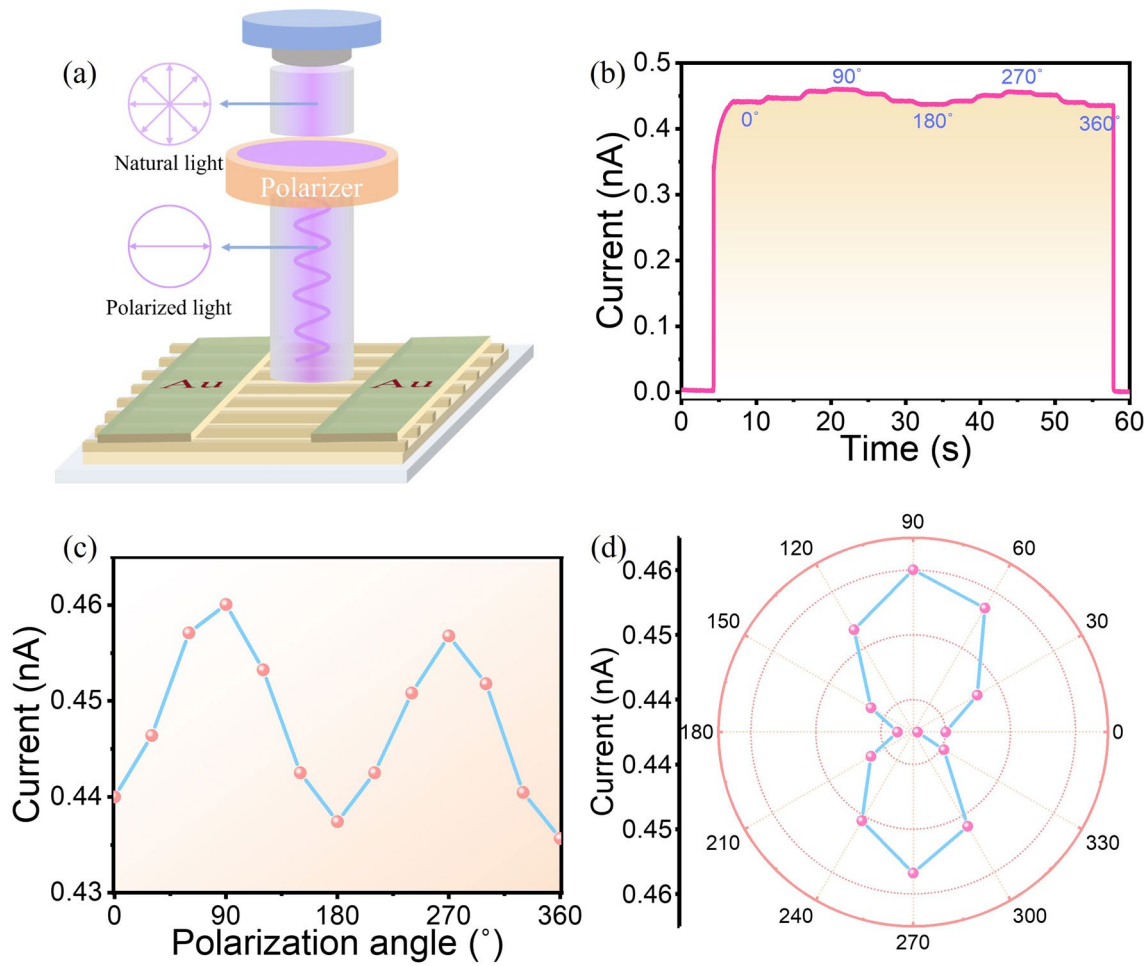 (a)
Natural light
Polarizer
Polarized light
Au
Au
(b)
Current (nA)
0.5
0.4
0.3
0.2
0.1
0.0
0˚
90˚
180˚
270˚
360˚
0 10 20 30 40 50 60
Time (s)
(c)
Current (nA)
0.46
0.45
0.44
0.43
0 90 180 270 360
Polarization angle (˚)
(d)
Current (nA)
0.46
0.45
0.44
0.44
0.45
0.46
90
60
30
0
330
300
270
240
210
180
150
120